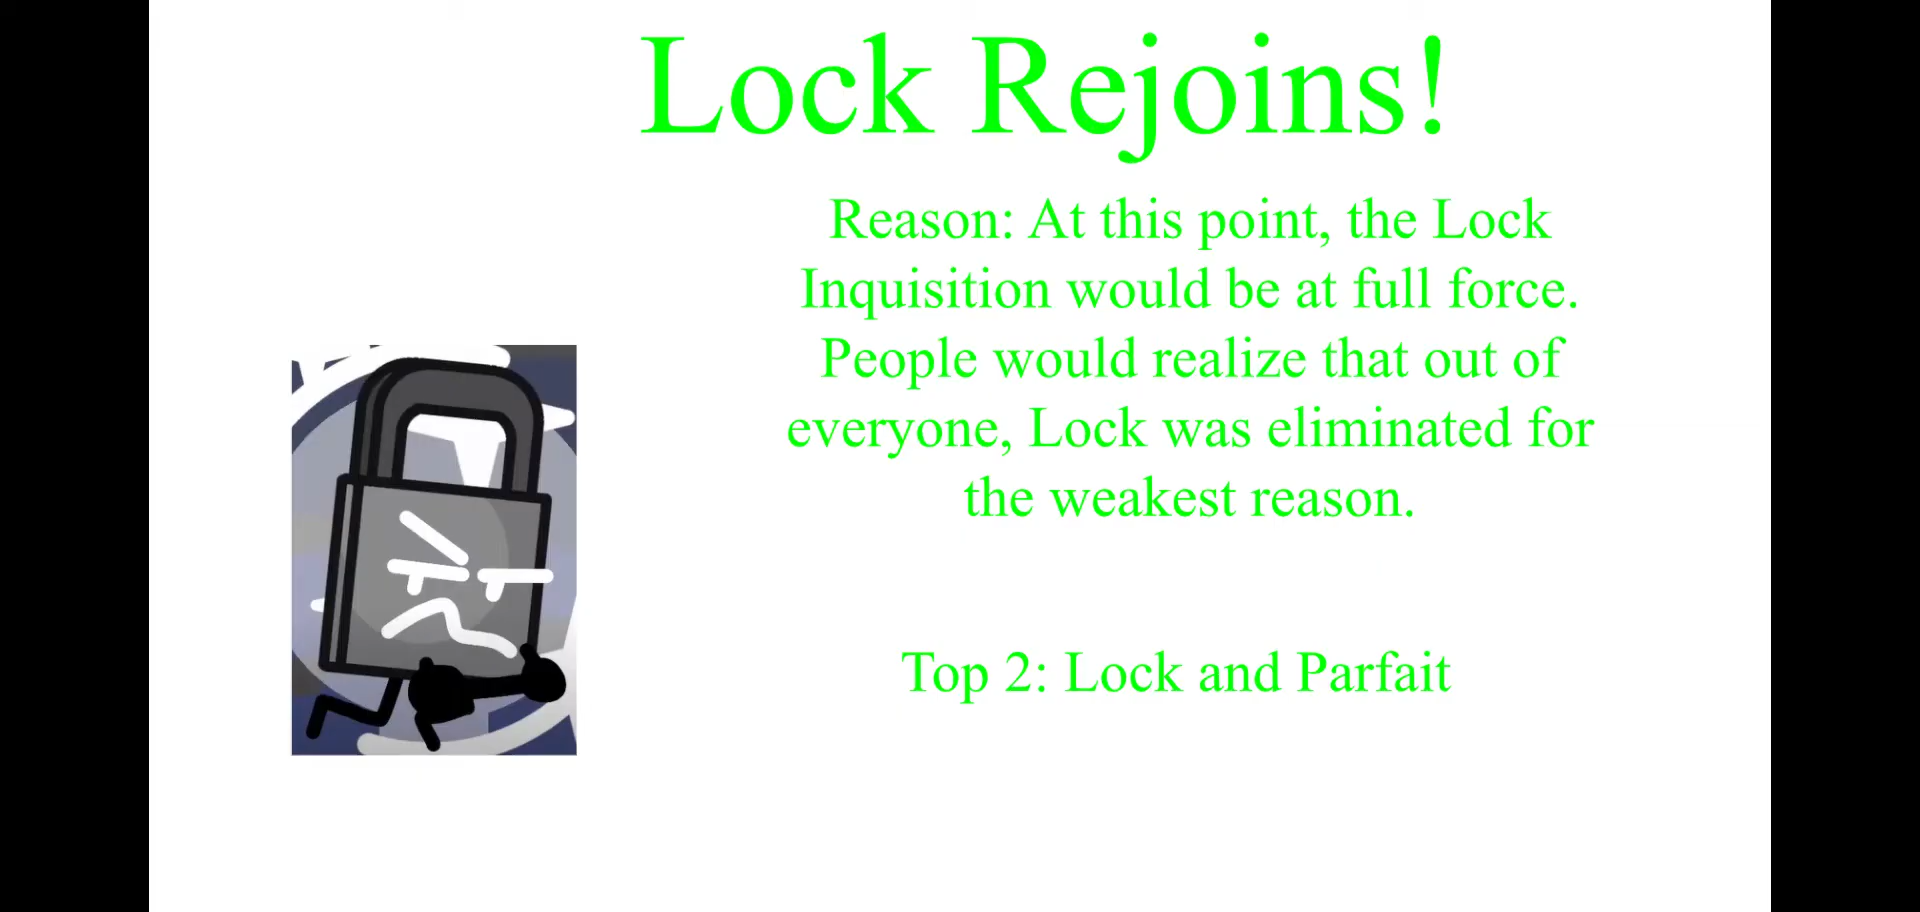 Lock Rejoins!
Reason: At this point, the Lock
Inquisition would be at full force.
People would realize that out of
everyone, Lock was eliminated for
the weakest reason.
Top 2: Lock and Parfait